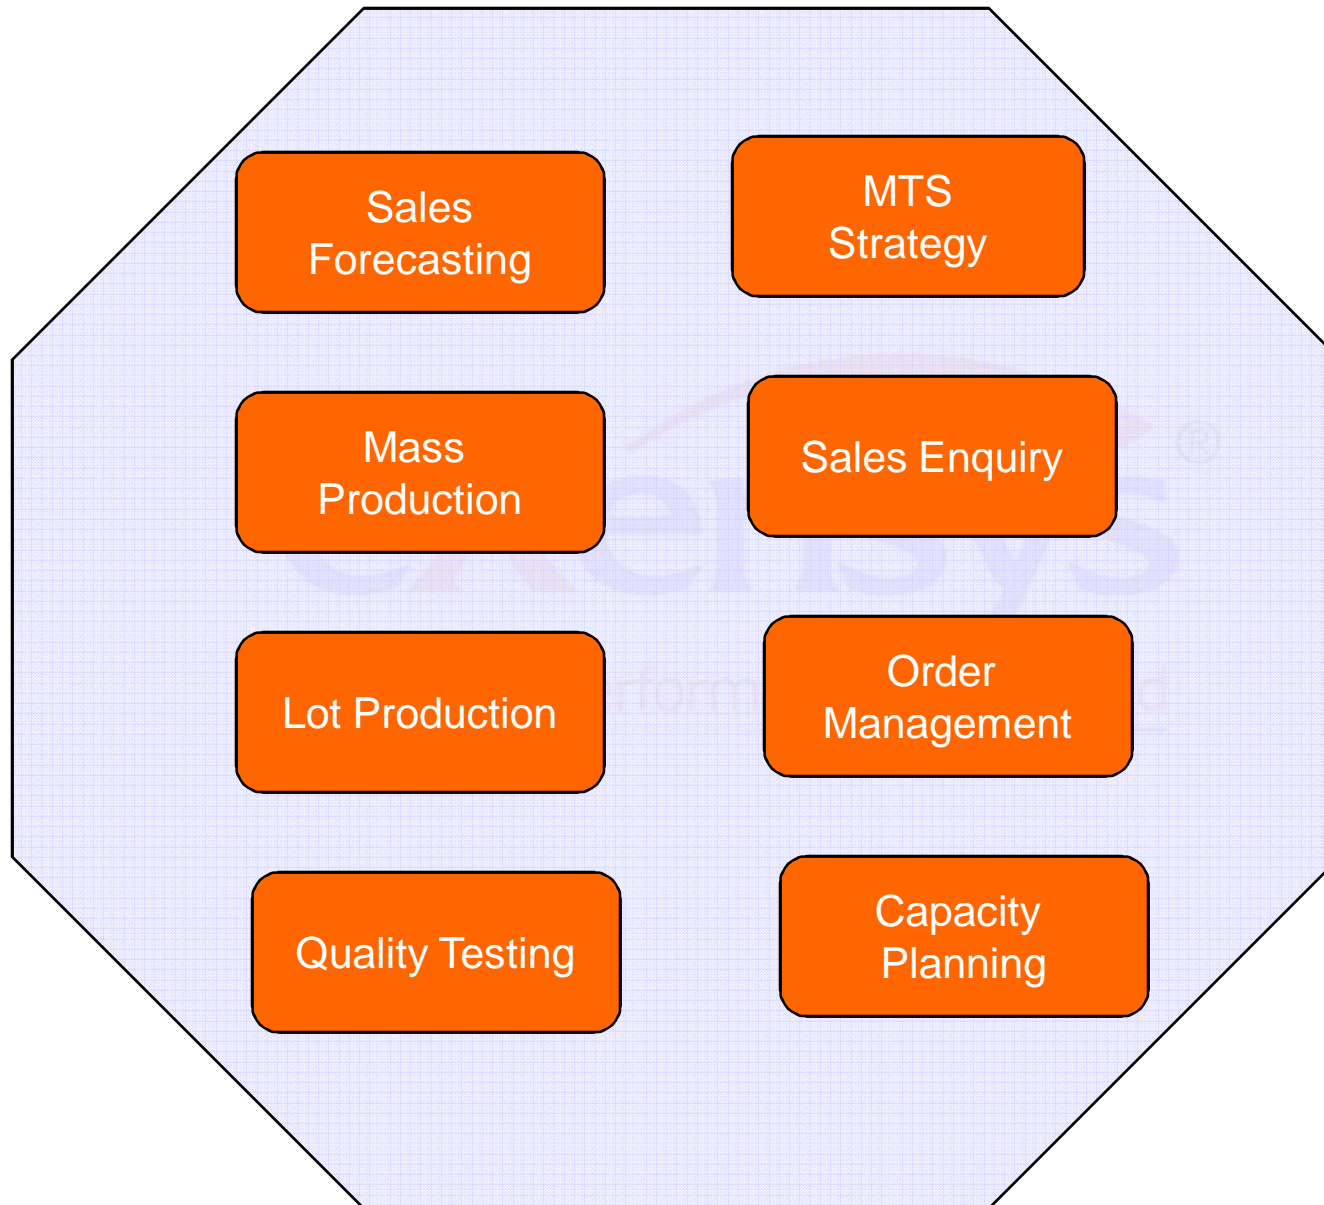 Sales
Forecasting
MTS
Strategy
Mass
Production
Sales Enquiry
Lot Production
Order
Management
Quality Testing
Capacity
Planning
®